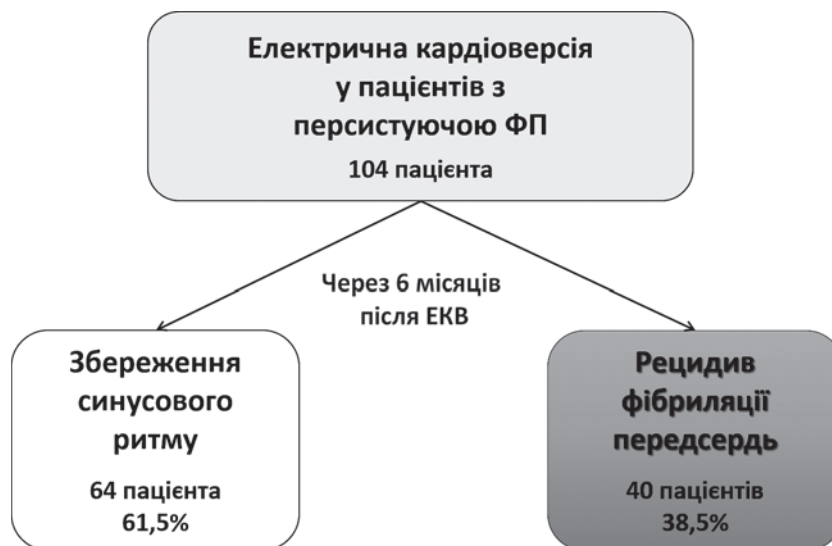 Електрична кардіоверсія
у пацієнтів з
персистуючою ФП
104 пацієнта
Через 6 місяців
після ЕКВ
Збереження
синусового
ритму
64 пацієнта
61,5%
Рецидив
фібриляції
передсердь
40 пацієнтів
38,5%